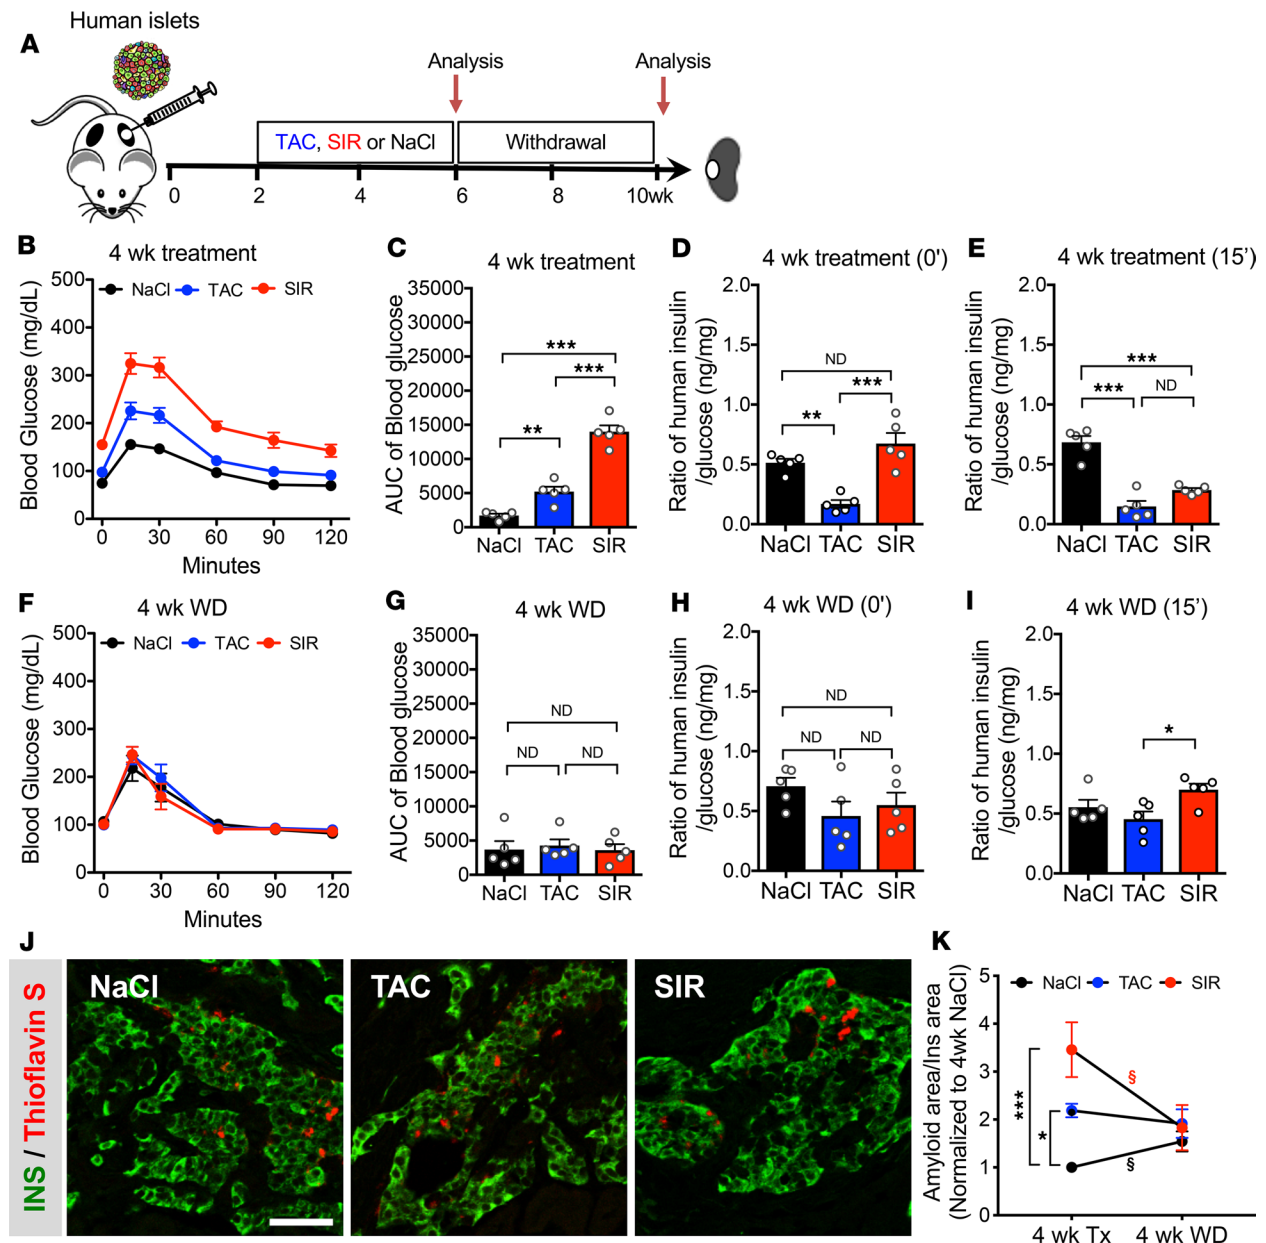 Human islets
A
Analysis
Analysis
TAC, SIR or NaCl
Withdrawal
0 2 4 6 8 10wk
B
4 wk treatment
NaCl TAC SIR
Blood Glucose (mg/dL)
500
400
300
200
100
0
0 30 60 90 120
Minutes
C
4 wk treatment
AUC of Blood glucose
35000
30000
25000
20000
15000
10000
5000
0
***
***
**
NaCl TAC SIR
D
4 wk treatment (0')
Ratio of human insulin
/glucose (ng/mg)
2.0
1.5
1.0
0.5
0.0
ND
***
**
NaCl TAC SIR
E
4 wk treatment (15')
Ratio of human insulin
/glucose (ng/mg)
2.0
1.5
1.0
0.5
0.0
***
*** ND
NaCl TAC SIR
F
4 wk WD
NaCl TAC SIR
Blood Glucose (mg/dL)
500
400
300
200
100
0
0 30 60 90 120
Minutes
G
4 wk WD
AUC of Blood glucose
35000
30000
25000
20000
15000
10000
5000
0
ND
ND ND
NaCl TAC SIR
H
4 wk WD (0')
Ratio of human insulin
/glucose (ng/mg)
2.0
1.5
1.0
0.5
0.0
ND
ND ND
NaCl TAC SIR
I
4 wk WD (15')
Ratio of human insulin
/glucose (ng/mg)
2.0
1.5
1.0
0.5
0.0
*
NaCl TAC SIR
J
INS / Thioflavin S
NaCl
TAC
SIR
K
Amyloid area/Ins area
(Normalized to 4wk NaCl)
5
4
3
2
1
0
NaCl TAC SIR
***
*
§
§
4 wk Tx 4 wk WD